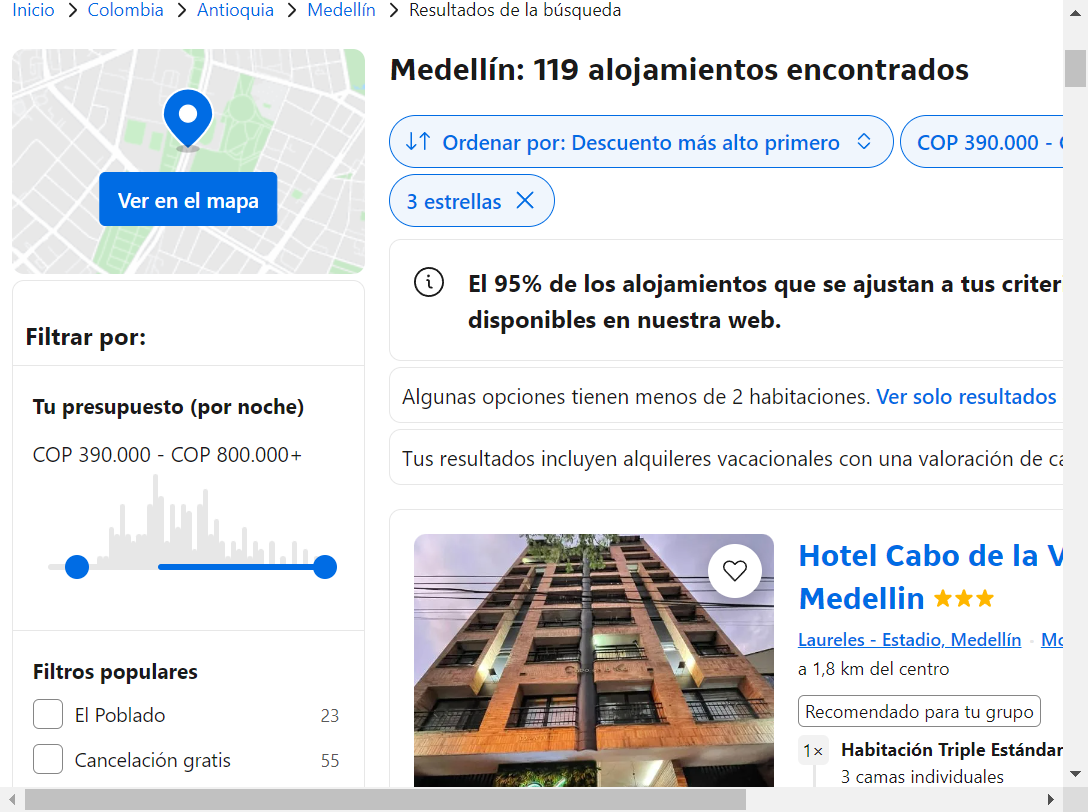 Inicio > Colombia > Antioquia > Medellín > Resultados de la búsqueda
Ver en el mapa
Filtrar por:
Tu presupuesto (por noche)
COP 390.000 - COP 800.000+
Filtros populares
El Poblado 23
Cancelación gratis 55
Medellín: 119 alojamientos encontrados
Ordenar por: Descuento más alto primero
COP 390.000 -
3 estrellas
El 95% de los alojamientos que se ajustan a tus criter
disponibles en nuestra web.
Algunas opciones tienen menos de 2 habitaciones. Ver solo resultados
Tus resultados incluyen alquileres vacacionales con una valoración de ca
Hotel Cabo de la V
Medellin
Laureles - Estadio, Medellín Mo
a 1,8 km del centro
Recomendado para tu grupo
1× Habitación Triple Estándar
3 camas individuales